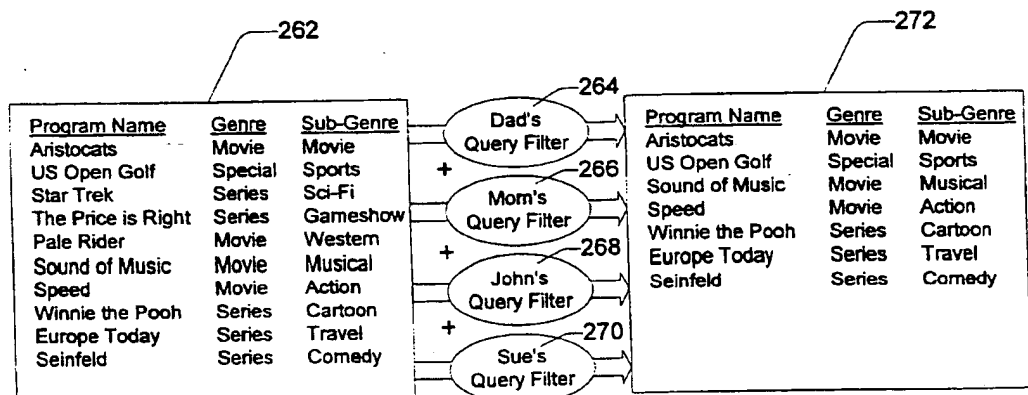 262
272
264
Program Name Genre Sub-Genre
Aristocats Movie Movie
US Open Golf Special Sports
Star Trek Series Sci-Fi
The Price is Right Series Gameshow
Pale Rider Movie Western
Sound of Music Movie Musical
Speed Movie Action
Winnie the Pooh Series Cartoon
Europe Today Series Travel
Seinfeld Series Comedy
Dad's
Query Filter
+
266
Mom's
Query Filter
+
268
John's
Query Filter
+
270
Sue's
Query Filter
Program Name Genre Sub-Genre
Aristocats Movie Movie
US Open Golf Special Sports
Sound of Music Movie Musical
Speed Movie Action
Winnie the Pooh Series Cartoon
Europe Today Series Travel
Seinfeld Series Comedy